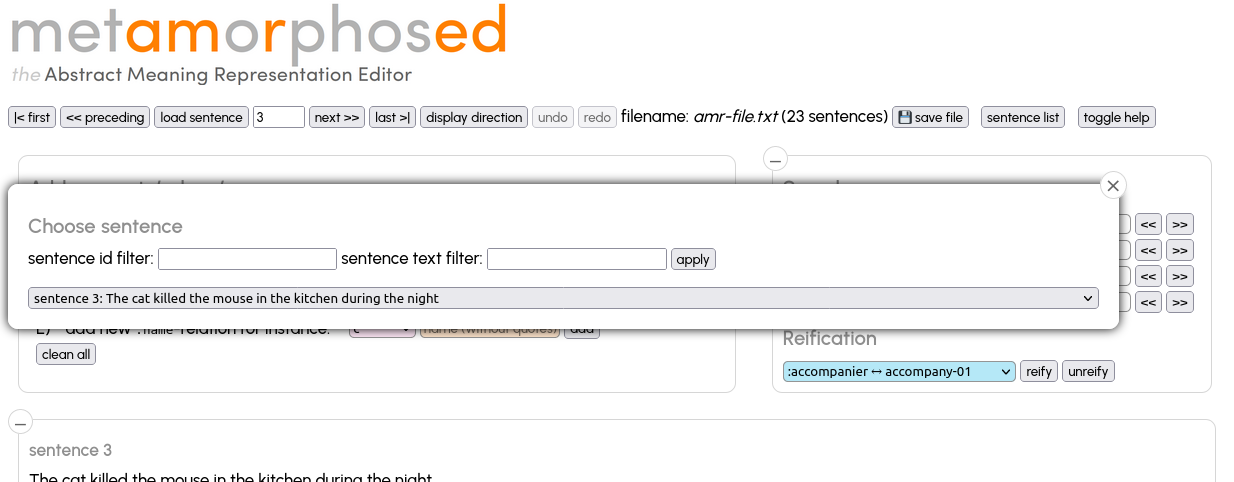 metamorphosed
the Abstract Meaning Representation Editor
|< first << preceding load sentence 3 next >> last >| display direction undo redo filename: amr-file.txt (23 sentences) save file sentence list toggle help
Choose sentence
sentence id filter: sentence text filter: apply
sentence 3: The cat killed the mouse in the kitchen during the night
<< >>
<< >>
<< >>
<< >>
add new :name relation for instance: name (without quotes) add
clean all
Reification
:accompanier ↔ accompany-01 reify unreify
sentence 3
The cat killed the mouse in the kitchen during the night